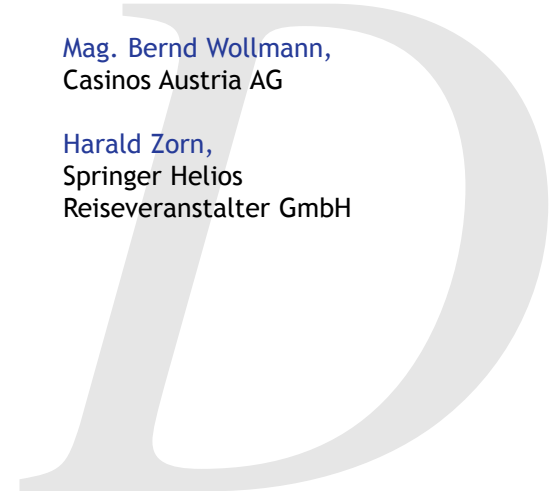 Mag. Bernd Wollmann,
Casinos Austria AG
Harald Zorn,
Springer Helios
Reiseveranstalter GmbH
D